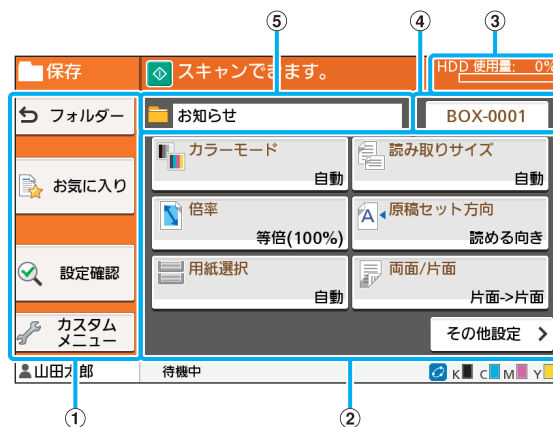 ⑤ ④ ③
保存
スキャンできます。
HDD 使用量: 0%
フォルダー
お知らせ
BOX-0001
お気に入り
カラーモード
自動
読み取りサイズ
自動
倍率
等倍(100%)
原稿セット方向
読める向き
設定確認
用紙選択
自動
両面/片面
片面->片面
カスタム
メニュー
その他設定
山田太郎
待機中
K C M Y
① ②